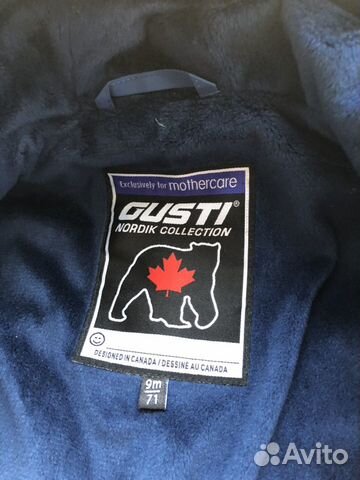 Exclusively for mothercare
GUSTI®
NORDIK COLLECTION
DESIGNED IN CANADA / DESSINÉ AU CANADA
9m
71
Avito